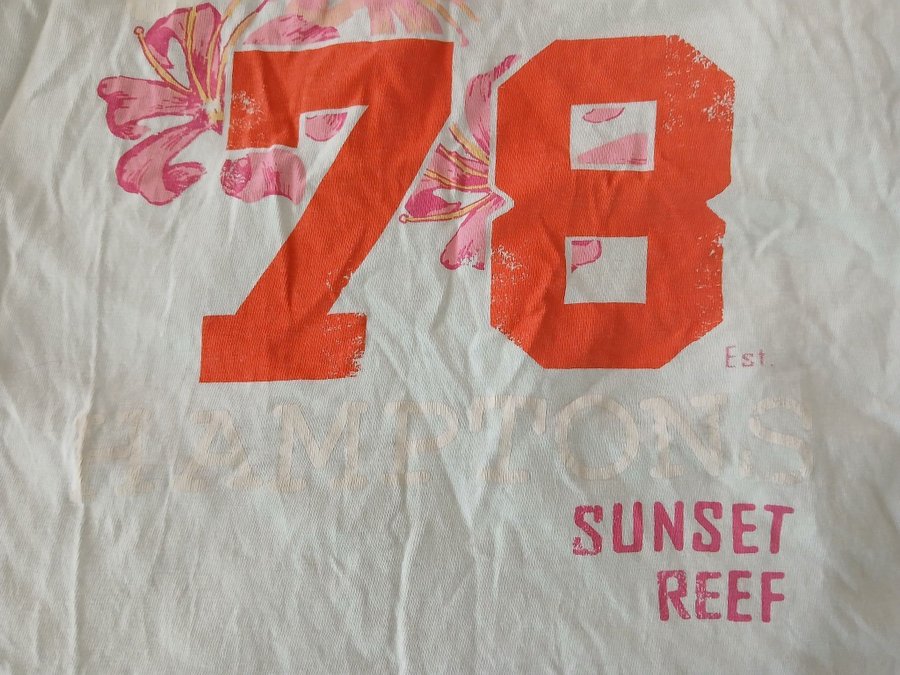 78
Est.
HAMPTONS
SUNSET
REEF